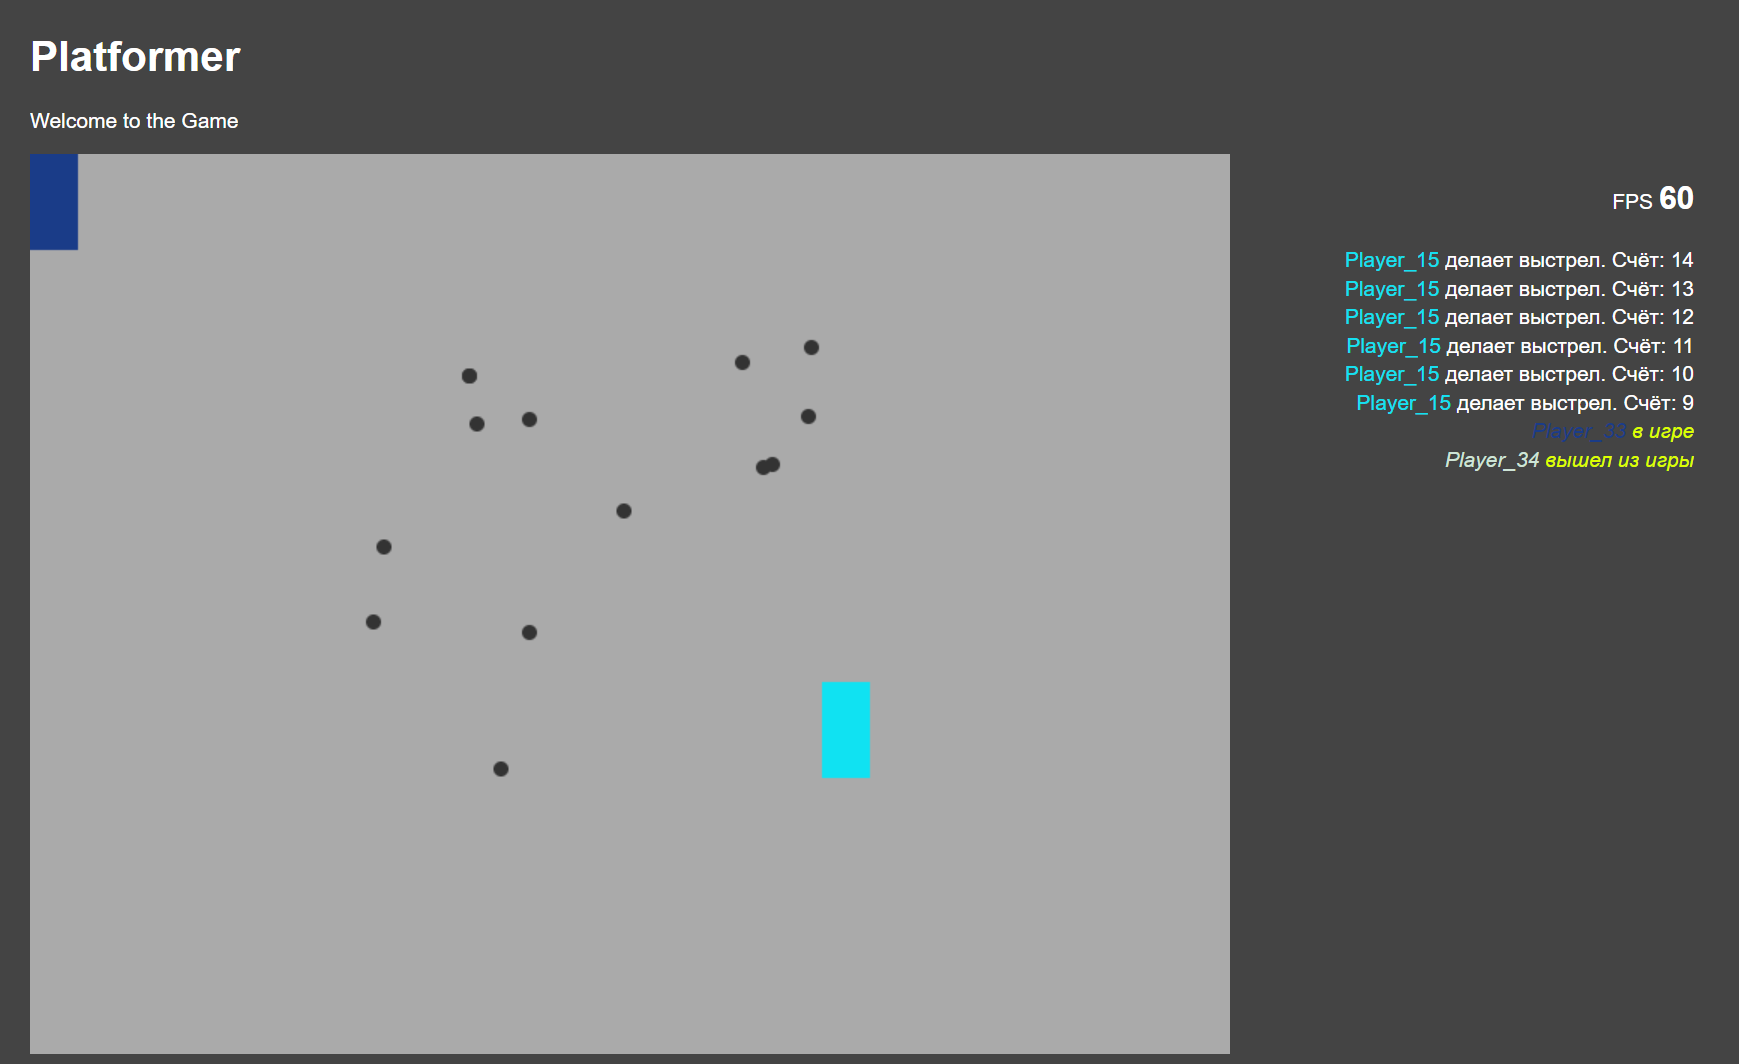 Platformer
Welcome to the Game
FPS 60
Player_15 делает выстрел. Счёт: 14
Player_15 делает выстрел. Счёт: 13
Player_15 делает выстрел. Счёт: 12
Player_15 делает выстрел. Счёт: 11
Player_15 делает выстрел. Счёт: 10
Player_15 делает выстрел. Счёт: 9
Player_33 в игре
Player_34 вышел из игры